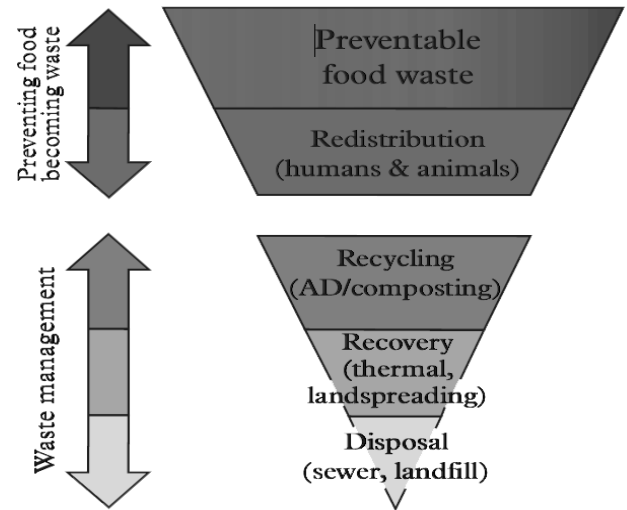 Preventing food
becoming waste
Preventable
food waste
Redistribution
(humans & animals)
Waste management
Recycling
(AD/composting)
Recovery
(thermal,
landspreading)
Disposal
(sewer, landfill)